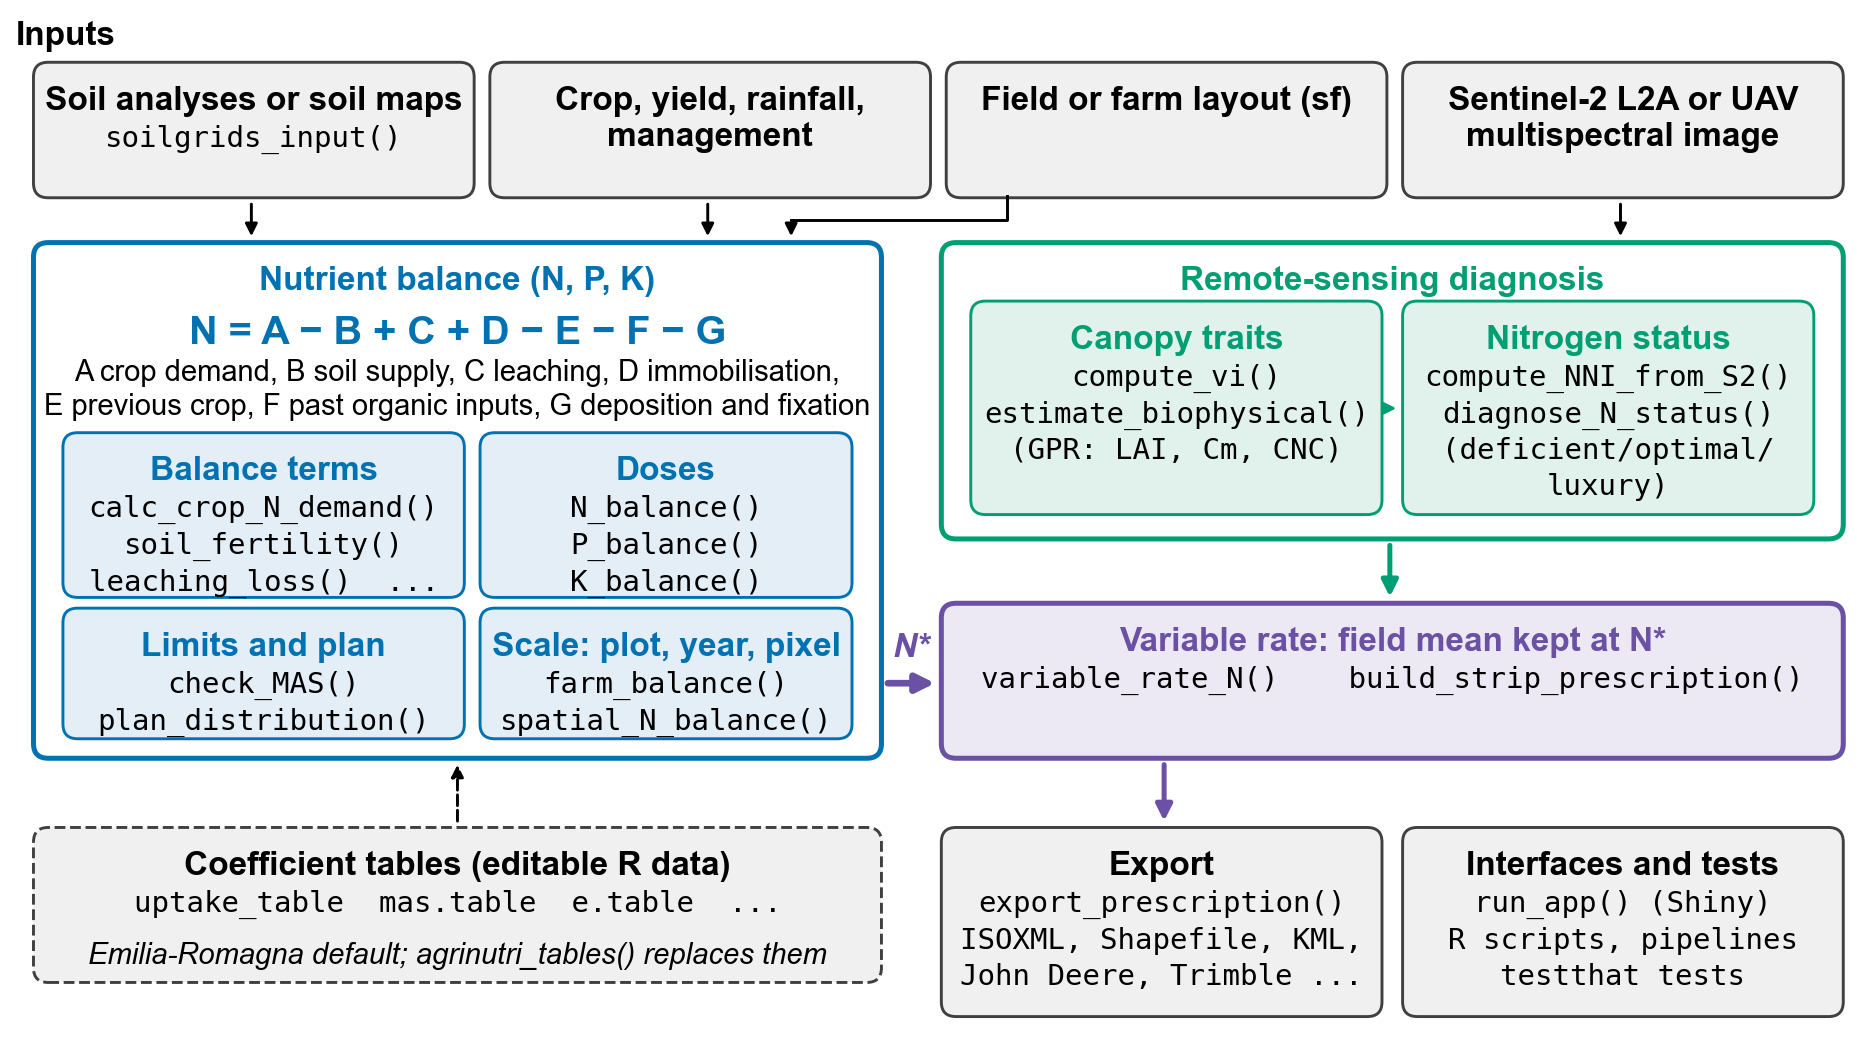 Inputs
Soil analyses or soil maps
soilgrids_input()
Crop, yield, rainfall,
management
Field or farm layout (sf)
Sentinel-2 L2A or UAV
multispectral image
Nutrient balance (N, P, K)
N = A − B + C + D − E − F − G
A crop demand, B soil supply, C leaching, D immobilisation,
E previous crop, F past organic inputs, G deposition and fixation
Balance terms
calc_crop_N_demand()
soil_fertility()
leaching_loss()  ...
Doses
N_balance()
P_balance()
K_balance()
Limits and plan
check_MAS()
plan_distribution()
Scale: plot, year, pixel
farm_balance()
spatial_N_balance()
Remote-sensing diagnosis
Canopy traits
compute_vi()
estimate_biophysical()
(GPR: LAI, Cm, CNC)
Nitrogen status
compute_NNI_from_S2()
diagnose_N_status()
(deficient/optimal/
luxury)
N*
Variable rate: field mean kept at N*
variable_rate_N()    build_strip_prescription()
Coefficient tables (editable R data)
uptake_table  mas.table  e.table  ...
Emilia-Romagna default; agrinutri_tables() replaces them
Export
export_prescription()
ISOXML, Shapefile, KML,
John Deere, Trimble ...
Interfaces and tests
run_app() (Shiny)
R scripts, pipelines
testthat tests